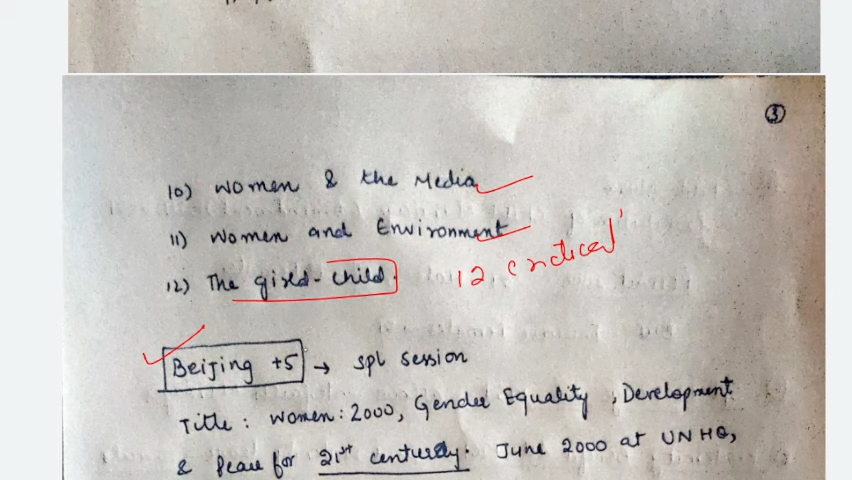 3
10) Women & the Media
11) Women and Environment
12) The girld-child. 12 critical
Beijing +5 → spl session
Title : Women : 2000, Gender Equality , Development
& Peace for 21st century. June 2000 at UNHQ,